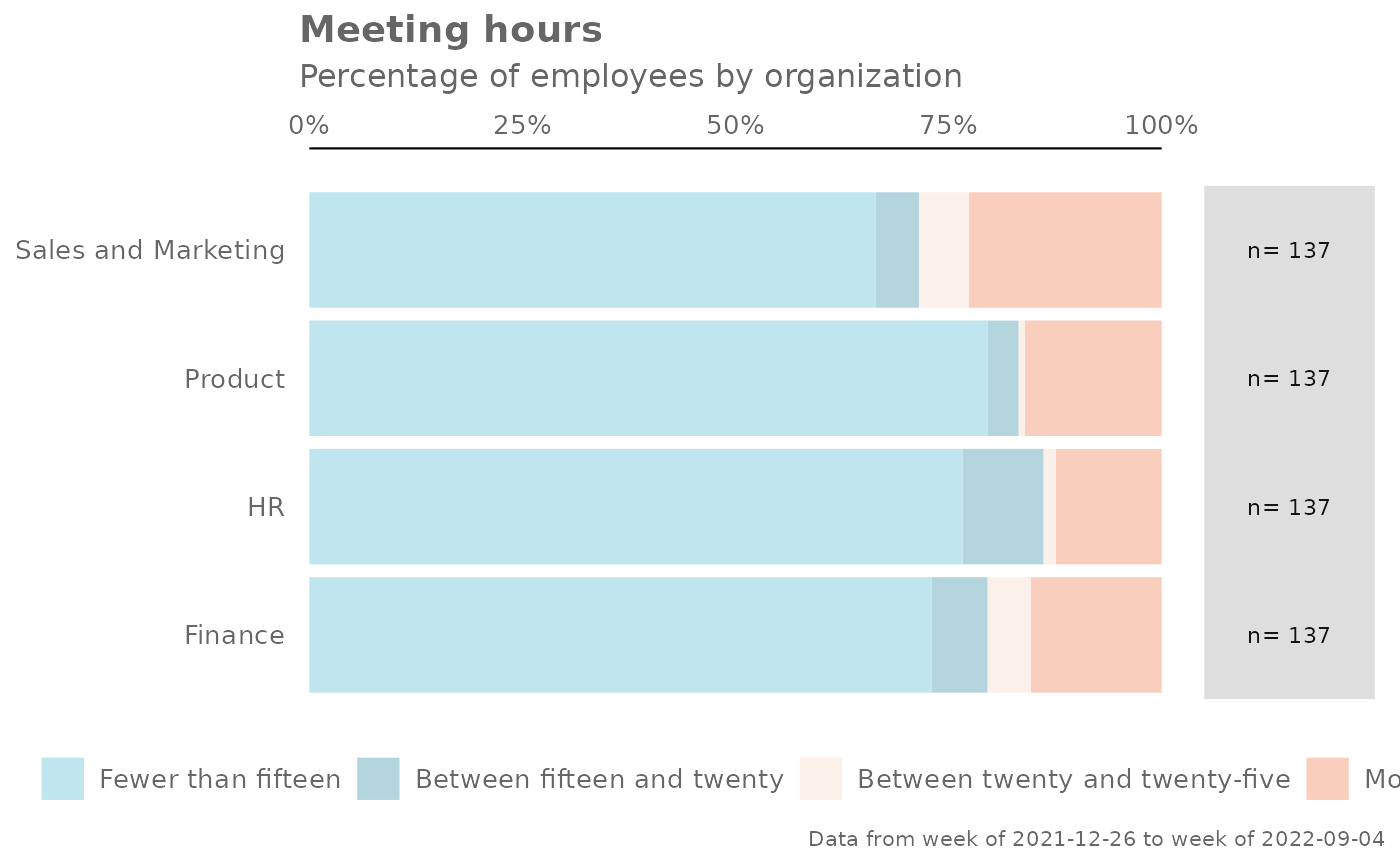 Meeting hours
Percentage of employees by organization
0% 25% 50% 75% 100%
Sales and Marketing n= 137
Product n= 137
HR n= 137
Finance n= 137
Fewer than fifteen Between fifteen and twenty Between twenty and twenty-five
Data from week of 2021-12-26 to week of 2022-09-04